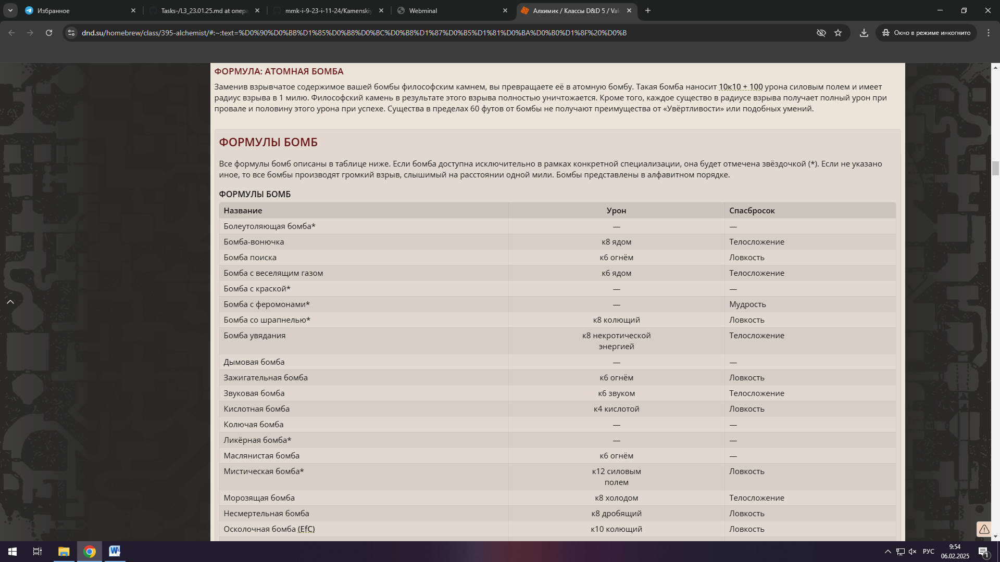 Избранное
Tasks-/L3_23.01.25.md at опера
mmk-i-9-23-i-11-24/Kamenskiy
Webminal
Алхимик / Классы D&D 5 / Valo
dnd.su/homebrew/class/395-alchemist/#:~:text=%D0%90%D0%BB%D1%85%D0%B8%D0%BC%D0%B8%D1%87%D0%B5%D1%81%D0%BA%D0%B0%D1%8F%20%D0%B
Окно в режиме инкогнито
ФОРМУЛА: АТОМНАЯ БОМБА
Заменив взрывчатое содержимое вашей бомбы философским камнем, вы превращаете её в атомную бомбу. Такая бомба наносит 10к10 + 100 урона силовым полем и имеет
радиус взрыва в 1 милю. Философский камень в результате этого взрыва полностью уничтожается. Кроме того, каждое существо в радиусе взрыва получает полный урон при
провале и половину этого урона при успехе. Существа в пределах 60 футов от бомбы не получают преимущества от «Увёртливости» или подобных умений.
ФОРМУЛЫ БОМБ
Все формулы бомб описаны в таблице ниже. Если бомба доступна исключительно в рамках конкретной специализации, она будет отмечена звёздочкой (*). Если не указано
иное, то все бомбы производят громкий взрыв, слышимый на расстоянии одной мили. Бомбы представлены в алфавитном порядке.
ФОРМУЛЫ БОМБ
Название Урон Спасбросок
Болеутоляющая бомба* — —
Бомба-вонючка к8 ядом Телосложение
Бомба поиска к6 огнём Ловкость
Бомба с веселящим газом к6 ядом Телосложение
Бомба с краской* — —
Бомба с феромонами* — Мудрость
Бомба со шрапнелью* к8 колющий Ловкость
Бомба увядания к8 некротической Телосложение
энергией
Дымовая бомба — —
Зажигательная бомба к6 огнём Ловкость
Звуковая бомба к6 звуком Телосложение
Кислотная бомба к4 кислотой Ловкость
Колючая бомба — —
Ликёрная бомба* — —
Маслянистая бомба к6 огнём —
Мистическая бомба* к12 силовым Ловкость
полем
Морозящая бомба к8 холодом Телосложение
Несмертельная бомба к8 дробящий Ловкость
Осколочная бомба (EfC) к10 колющий Ловкость
РУС
9:54
06.02.2025
1